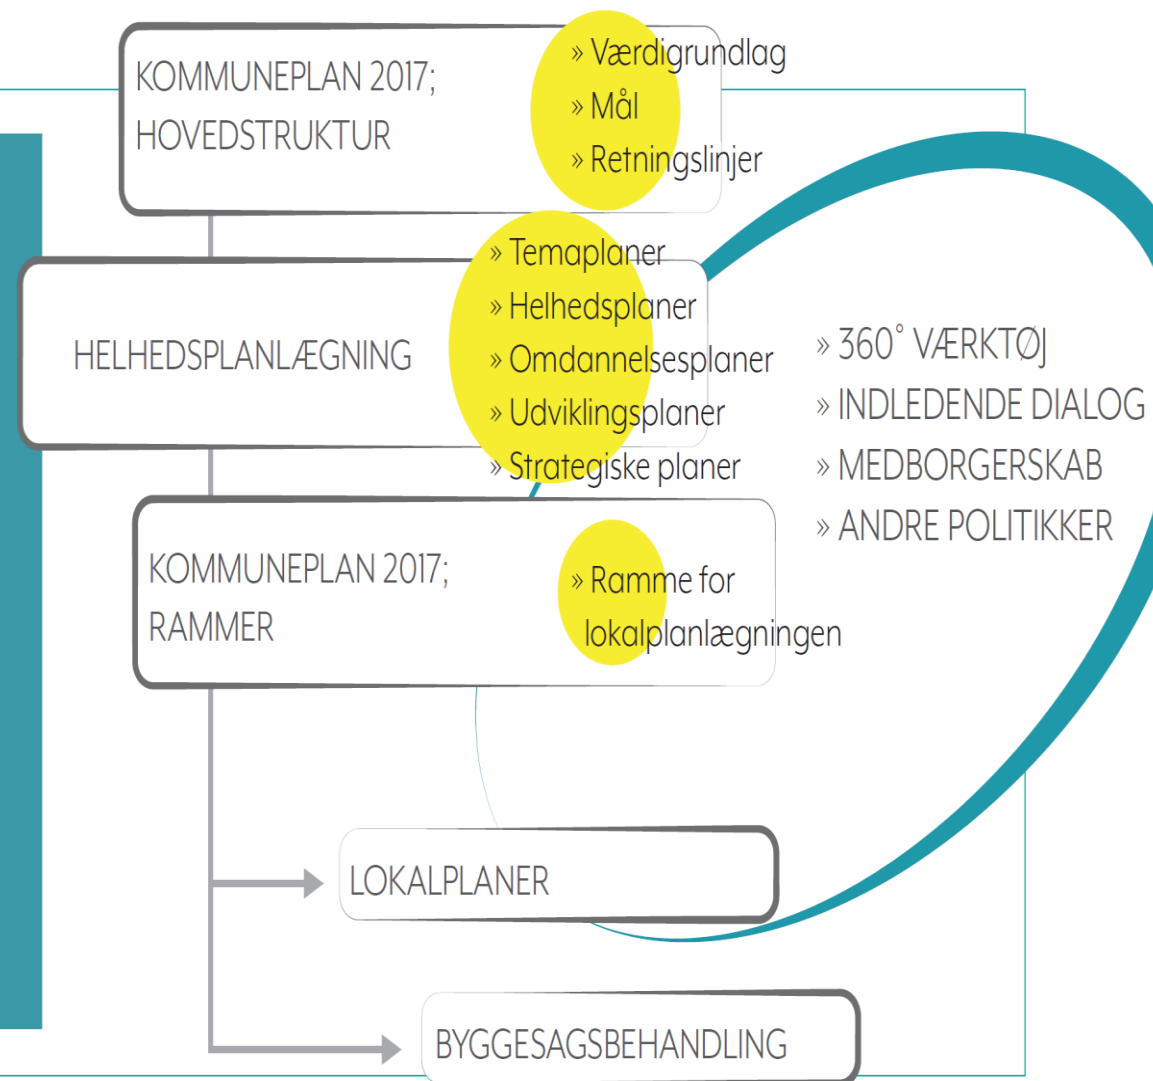 KOMMUNEPLAN 2017;
HOVEDSTRUKTUR
» Værdigrundlag
» Mål
» Retningslinjer
HELHEDSPLANLÆGNING
» Temaplaner
» Helhedsplaner
» Omdannelsesplaner
» Udviklingsplaner
» Strategiske planer
» 360° VÆRKTØJ
» INDLEDENDE DIALOG
» MEDBORGERSKAB
» ANDRE POLITIKKER
KOMMUNEPLAN 2017;
RAMMER
» Ramme for
lokalplanlægningen
LOKALPLANER
BYGGESAGSBEHANDLING